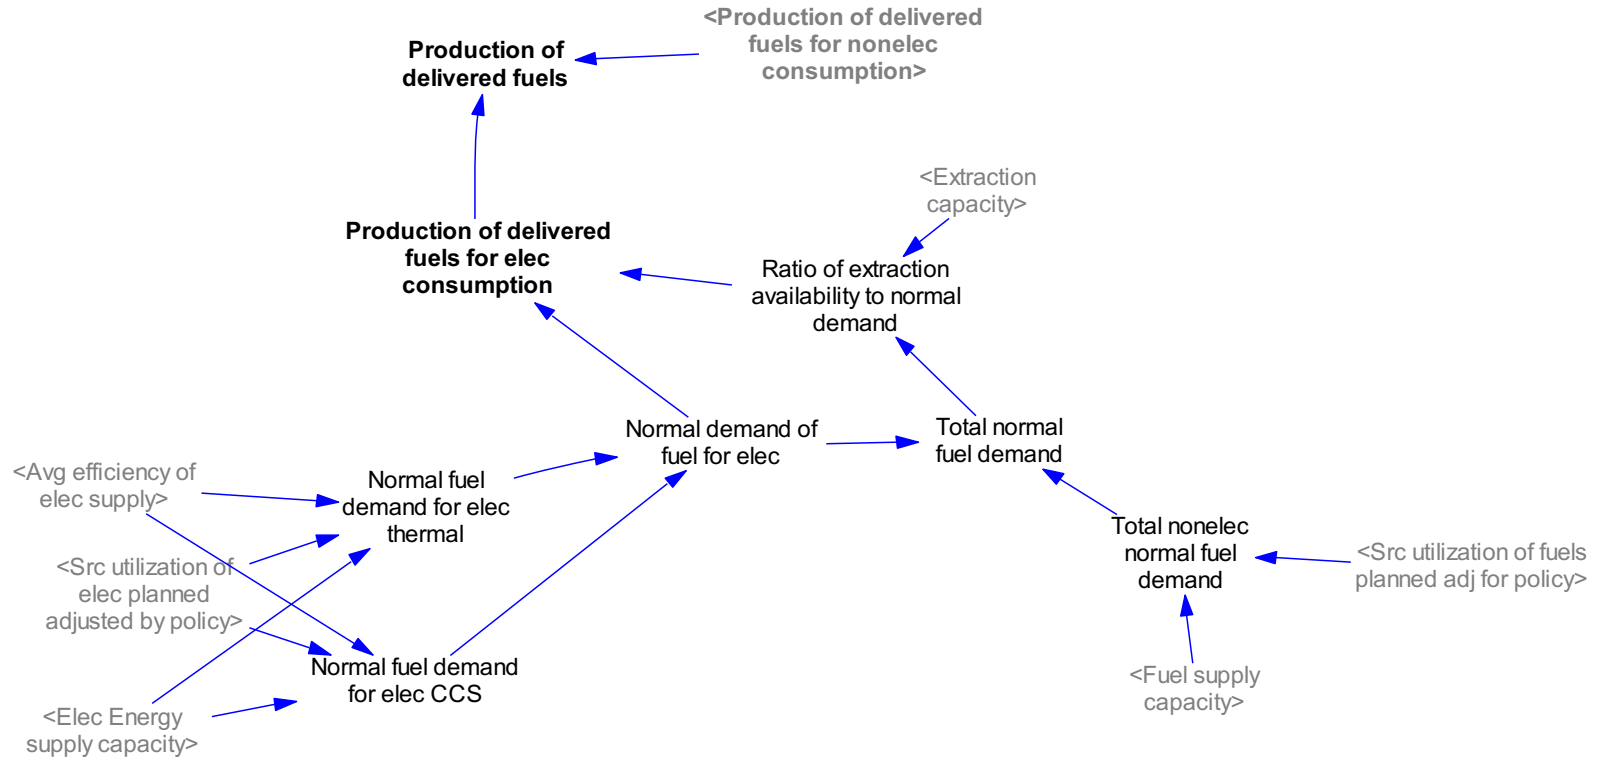 <Production of delivered
fuels for nonelec
consumption>
Production of
delivered fuels
<Extraction
capacity>
Production of delivered
fuels for elec
consumption
Ratio of extraction
availability to normal
demand
Normal demand of
fuel for elec
Total normal
fuel demand
<Avg efficiency of
elec supply>
Normal fuel
demand for elec
thermal
Total nonelec
normal fuel
demand
<Src utilization of fuels
planned adj for policy>
<Src utilization of
elec planned
adjusted by policy>
Normal fuel demand
for elec CCS
<Fuel supply
capacity>
<Elec Energy
supply capacity>